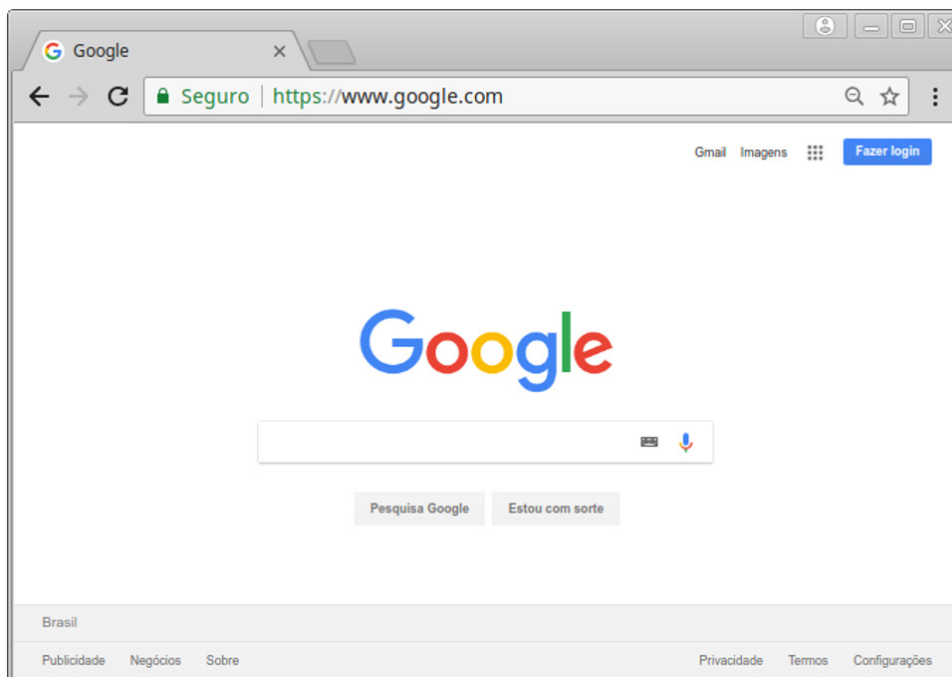 Google
Seguro https://www.google.com
Gmail Imagens Fazer login
Google
Pesquisa Google Estou com sorte
Brasil
Publicidade Negócios Sobre Privacidade Termos Configurações